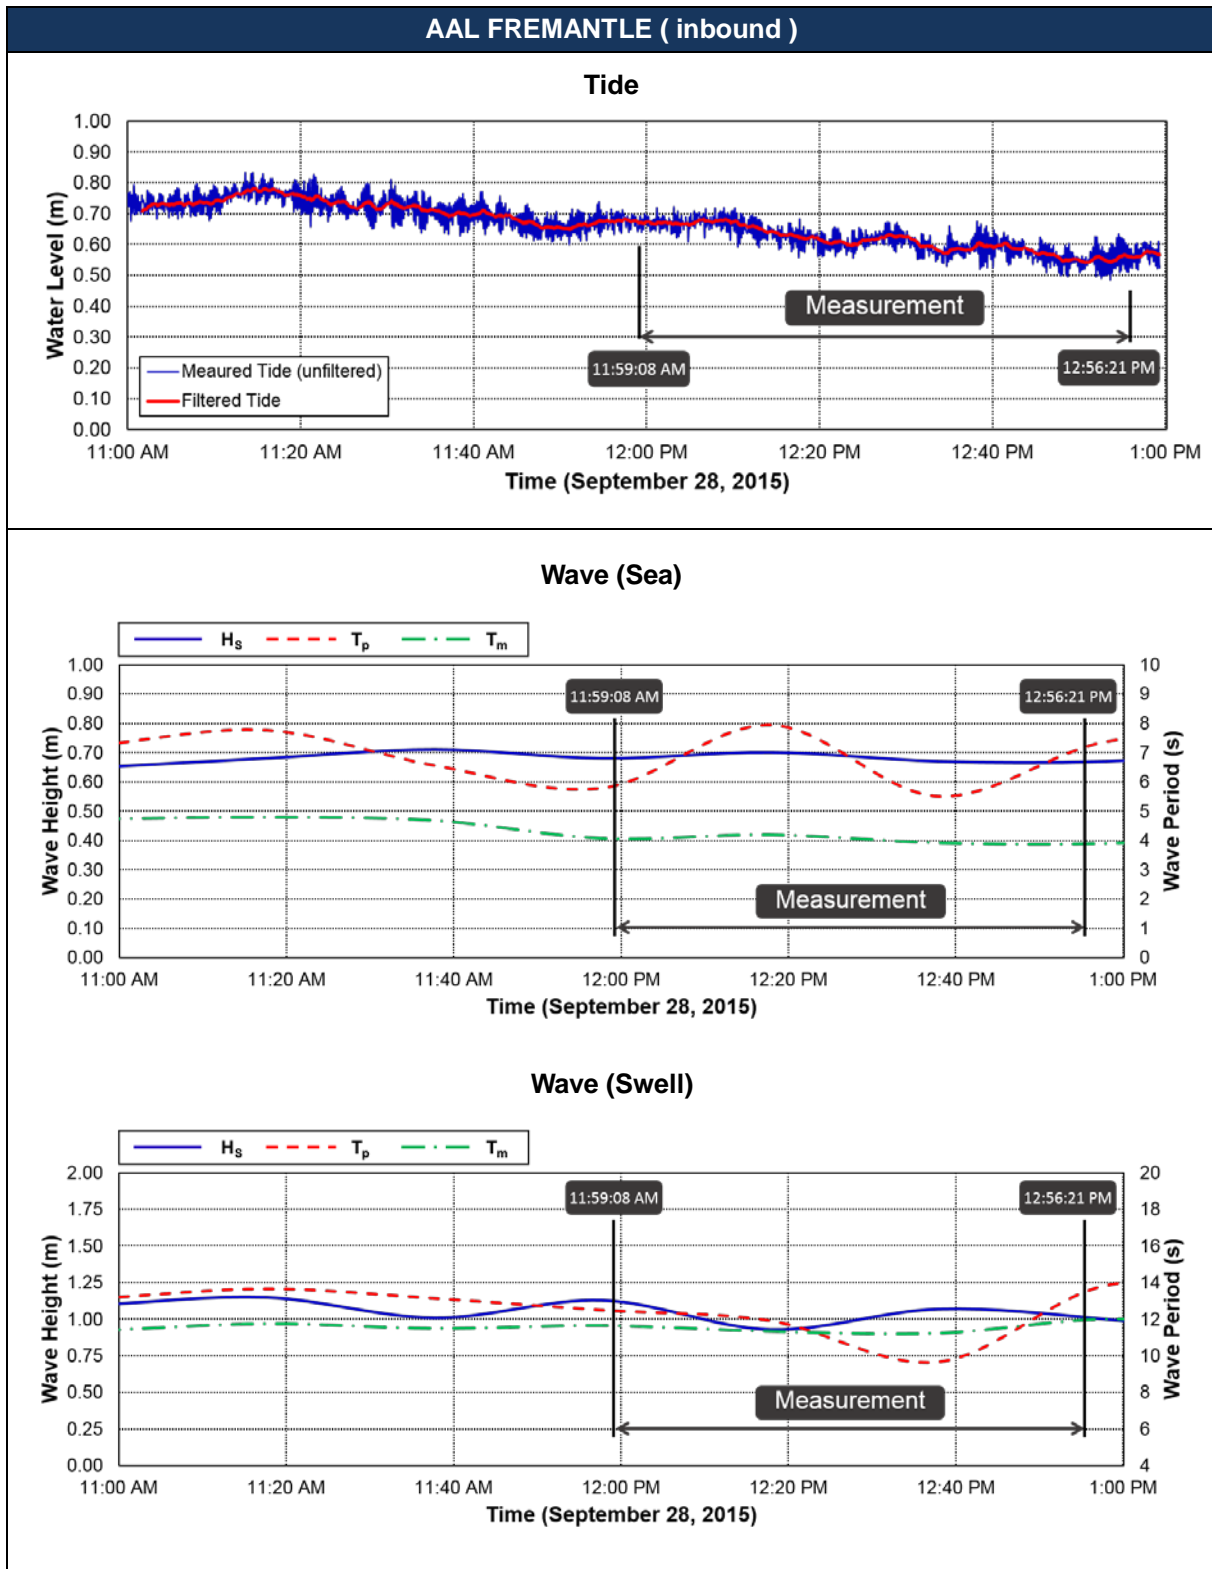 AAL FREMANTLE ( inbound )
Tide
1.00
0.90
0.80
0.70
0.60
0.50
0.40
0.30
0.20
0.10
0.00
Water Level (m)
Measurement
11:59:08 AM
12:56:21 PM
Meaured Tide (unfiltered)
Filtered Tide
11:00 AM 11:20 AM 11:40 AM 12:00 PM 12:20 PM 12:40 PM 1:00 PM
Time (September 28, 2015)
Wave (Sea)
Hs Tp Tm
1.00
0.90
0.80
0.70
0.60
0.50
0.40
0.30
0.20
0.10
0.00
Wave Height (m)
11:59:08 AM
12:56:21 PM
Measurement
10
9
8
7
6
5
4
3
2
1
0
Wave Period (s)
11:00 AM 11:20 AM 11:40 AM 12:00 PM 12:20 PM 12:40 PM 1:00 PM
Time (September 28, 2015)
Wave (Swell)
Hs Tp Tm
2.00
1.75
1.50
1.25
1.00
0.75
0.50
0.25
0.00
Wave Height (m)
11:59:08 AM
12:56:21 PM
Measurement
20
18
16
14
12
10
8
6
4
Wave Period (s)
11:00 AM 11:20 AM 11:40 AM 12:00 PM 12:20 PM 12:40 PM 1:00 PM
Time (September 28, 2015)